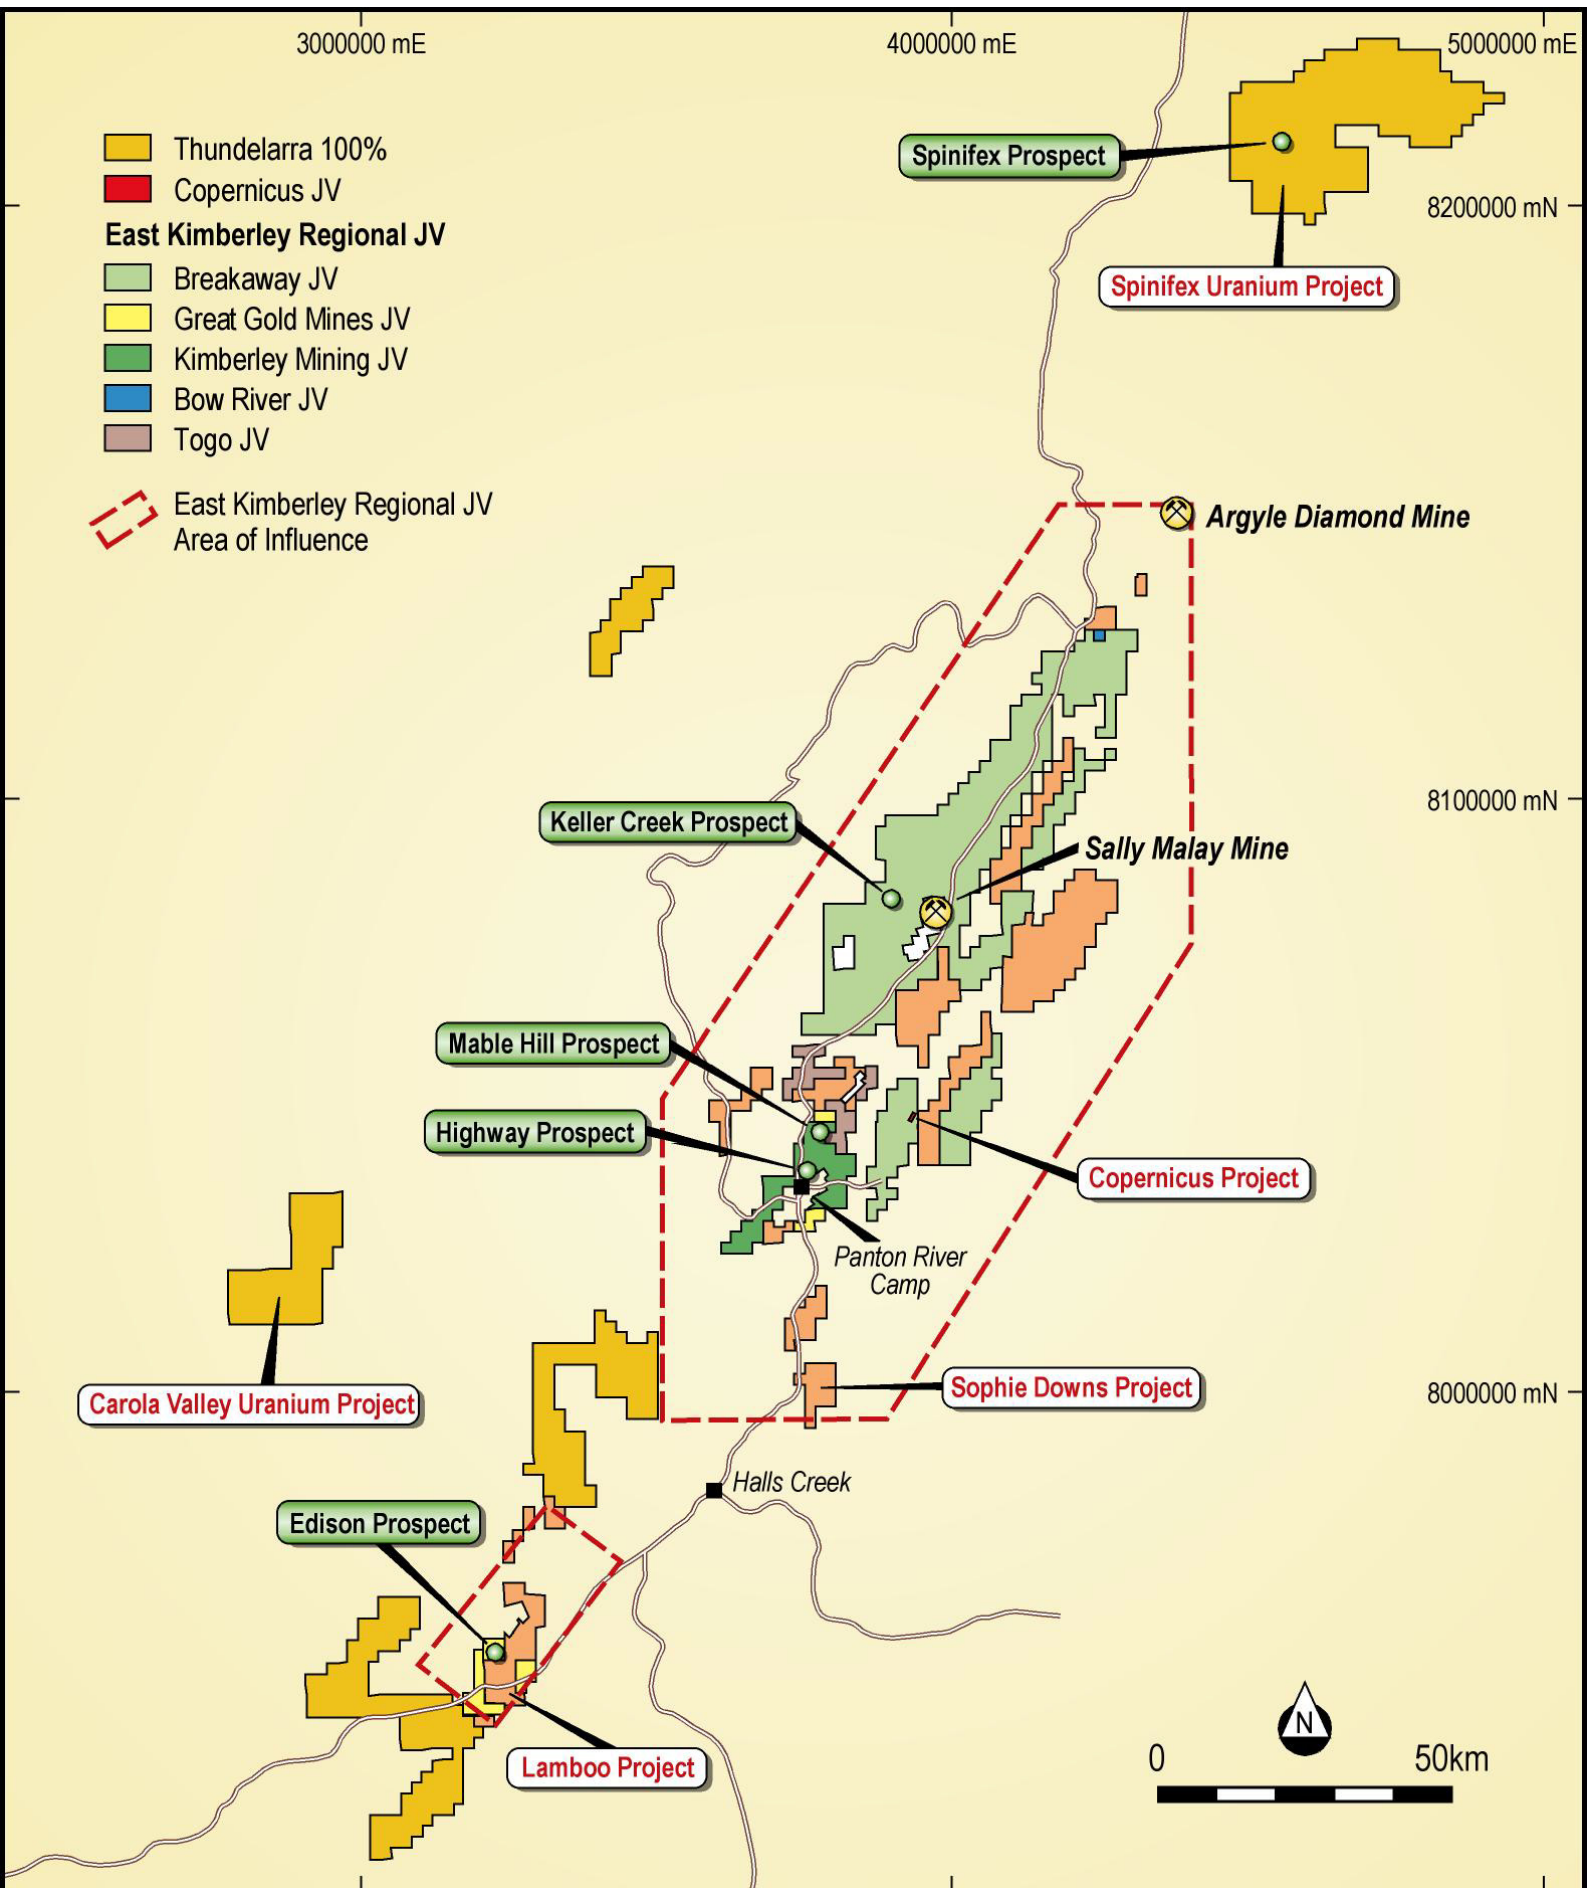 3000000 mE
4000000 mE
5000000 mE
Thundelarra 100%
Copernicus JV
East Kimberley Regional JV
Breakaway JV
Great Gold Mines JV
Kimberley Mining JV
Bow River JV
Togo JV
East Kimberley Regional JV
Area of Influence
Spinifex Prospect
8200000 mN
Spinifex Uranium Project
Argyle Diamond Mine
8100000 mN
Keller Creek Prospect
Sally Malay Mine
Mable Hill Prospect
Highway Prospect
Copernicus Project
Panton River
Camp
Carola Valley Uranium Project
Sophie Downs Project
8000000 mN
Halls Creek
Edison Prospect
Lamboo Project
N
0
50km